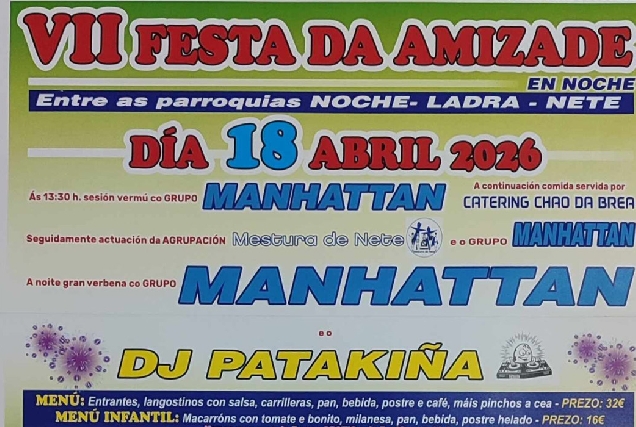 VII FESTA DA AMIZADE
EN NOCHE
Entre as parroquias NOCHE- LADRA - NETE
DÍA 18 ABRIL 2026
Ás 13:30 h. sesión vermú co GRUPO MANHATTAN
A continuación comida servida por
CATERING CHAO DA BREA
Seguidamente actuación da AGRUPACIÓN Mestura de Nete e o GRUPO MANHATTAN
A noite gran verbena co GRUPO MANHATTAN
e o
DJ PATAKIÑA
MENÚ: Entrantes, langostinos con salsa, carrilleras, pan, bebida, postre e café, máis pinchos a cea - PREZO: 32€
MENÚ INFANTIL: Macarróns con tomate e bonito, milanesa, pan, bebida, postre helado - PREZO: 16€